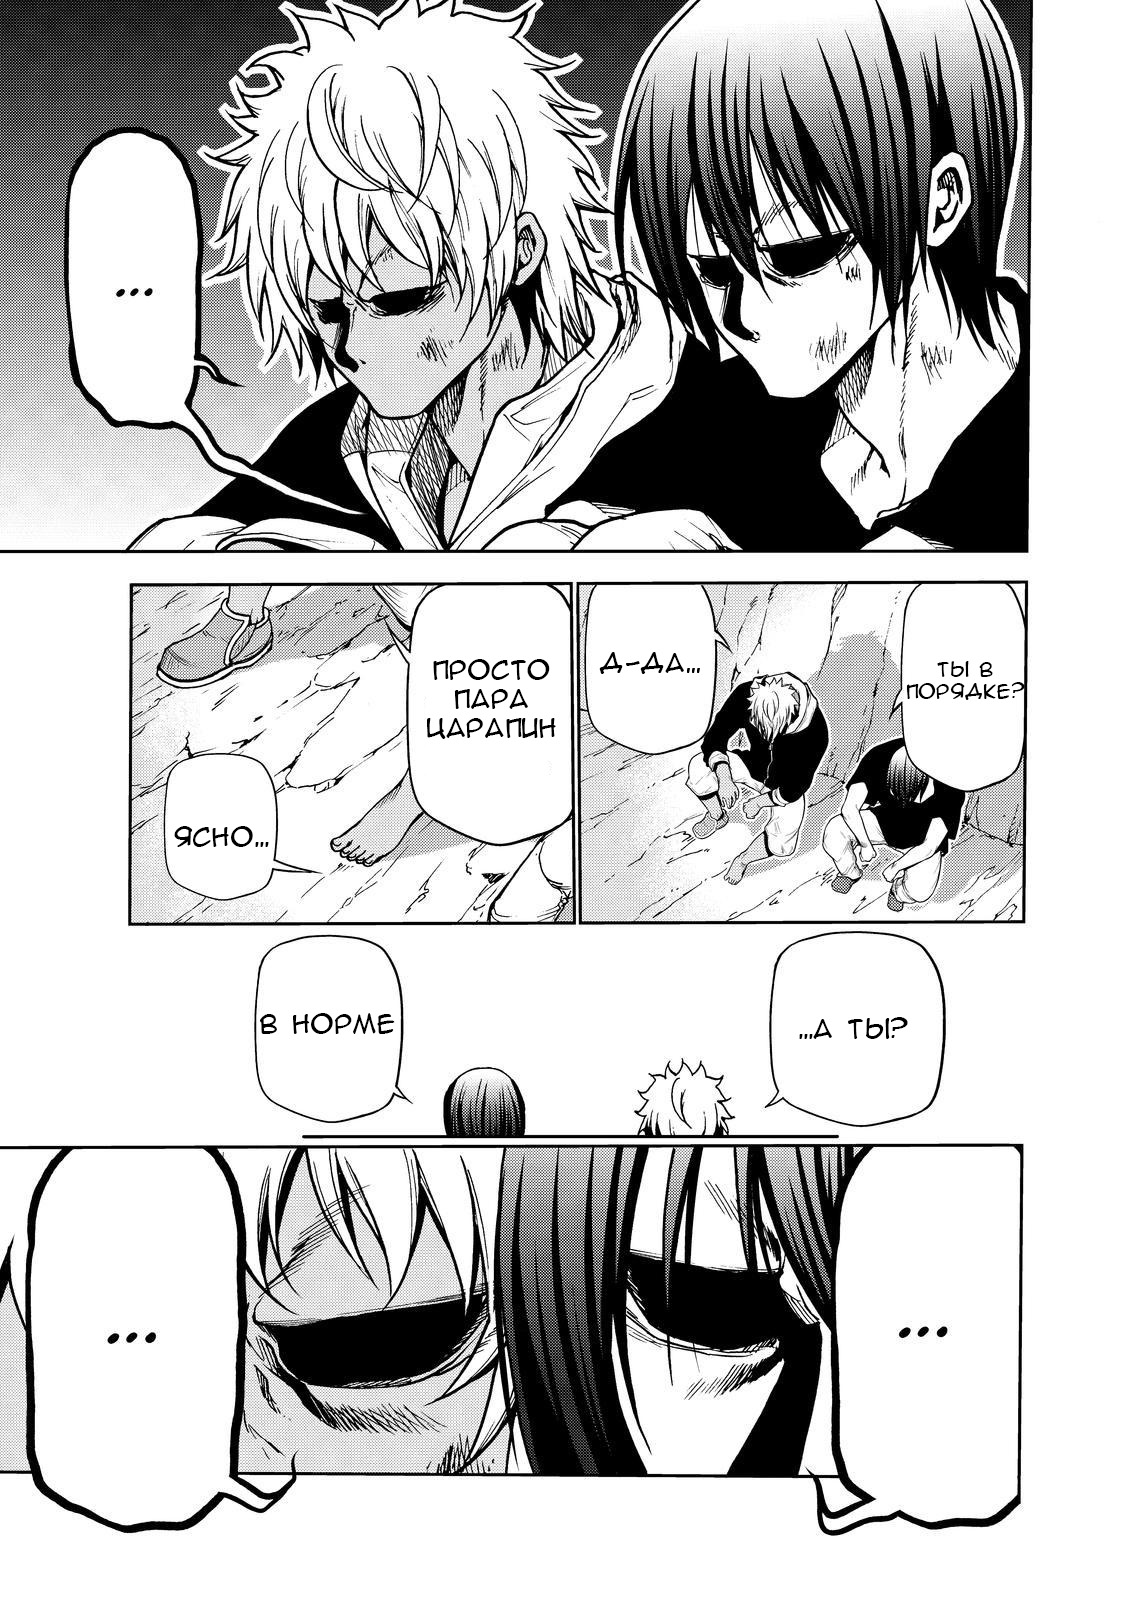 ...
ТЫ В
ПОРЯДКЕ?
Д-ДА...
ПРОСТО
ПАРА
ЦАРАПИН
ЯСНО...
...А ТЫ?
В НОРМЕ
...
...